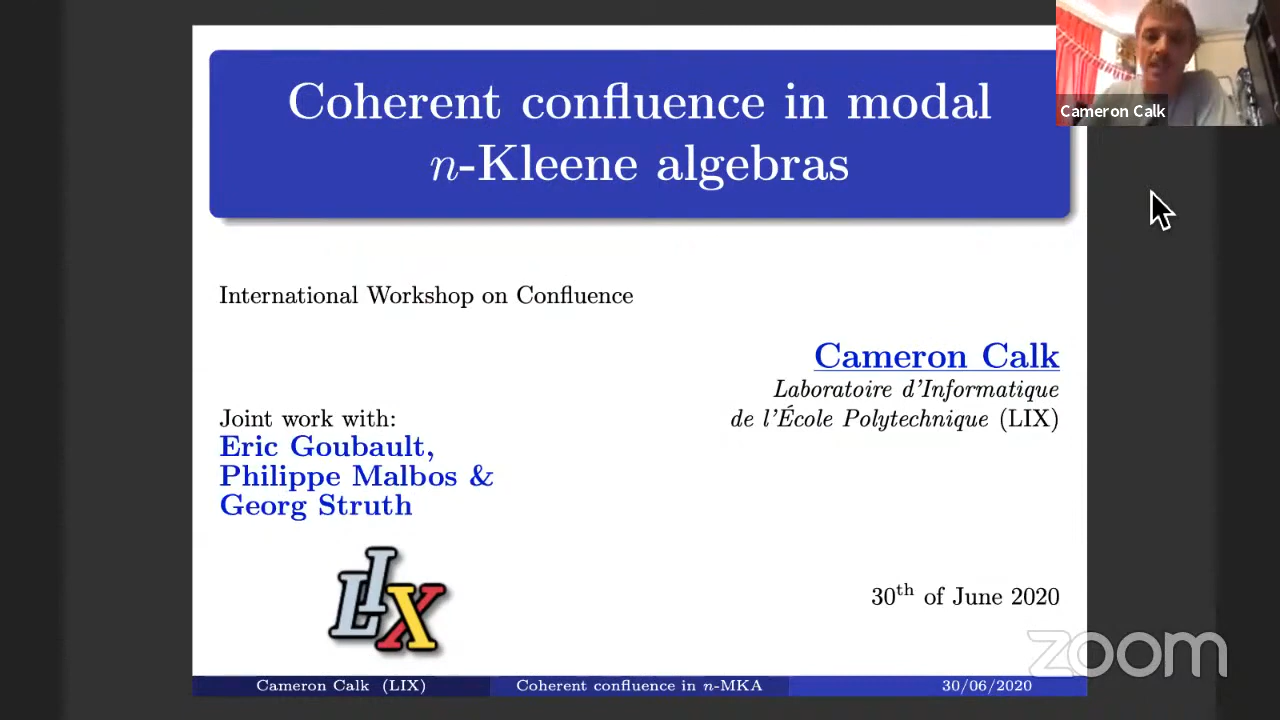 Coherent confluence in modal
n-Kleene algebras
Cameron Calk
International Workshop on Confluence
Cameron Calk
Laboratoire d'Informatique
de l'École Polytechnique (LIX)
Joint work with:
Eric Goubault,
Philippe Malbos &
Georg Struth
LIX
30th of June 2020
zoom
Cameron Calk (LIX)
Coherent confluence in n-MKA
30/06/2020